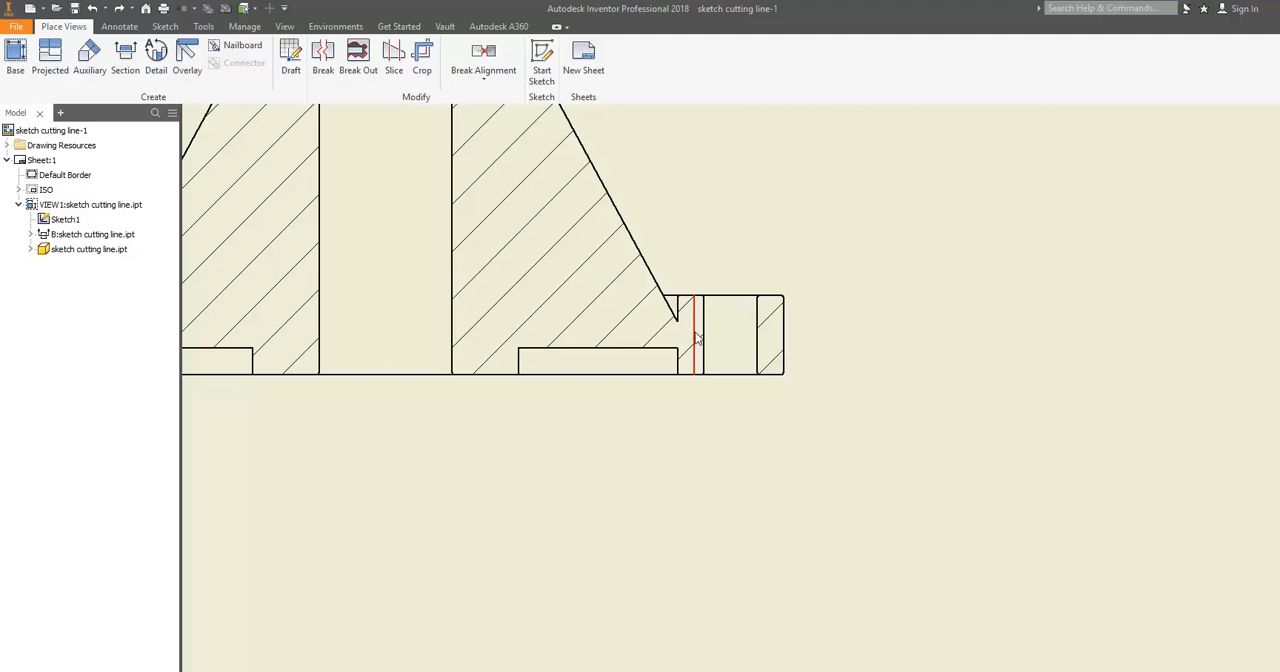 Autodesk Inventor Professional 2018 sketch cutting line-1
Search Help & Commands...
Sign In
File Place Views Annotate Sketch Tools Manage View Environments Get Started Vault Autodesk A360
PRO
Base Projected Auxiliary Section Detail Overlay
Nailboard
Connector
Draft Break Break Out Slice Crop
Break Alignment
Start Sketch
New Sheet
Create Modify Sketch Sheets
Model
sketch cutting line-1
Drawing Resources
Sheet:1
Default Border
ISO
VIEW1:sketch cutting line.ipt
Sketch1
B:sketch cutting line.ipt
sketch cutting line.ipt